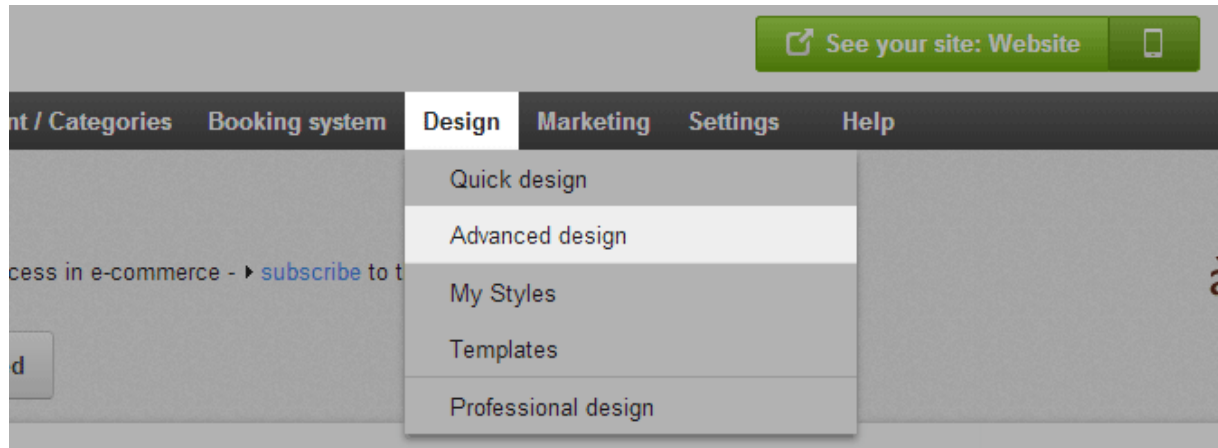 See your site: Website
nt / Categories Booking system Design Marketing Settings Help
Quick design
Advanced design
cess in e-commerce - subscribe to t
My Styles
Templates
d
Professional design